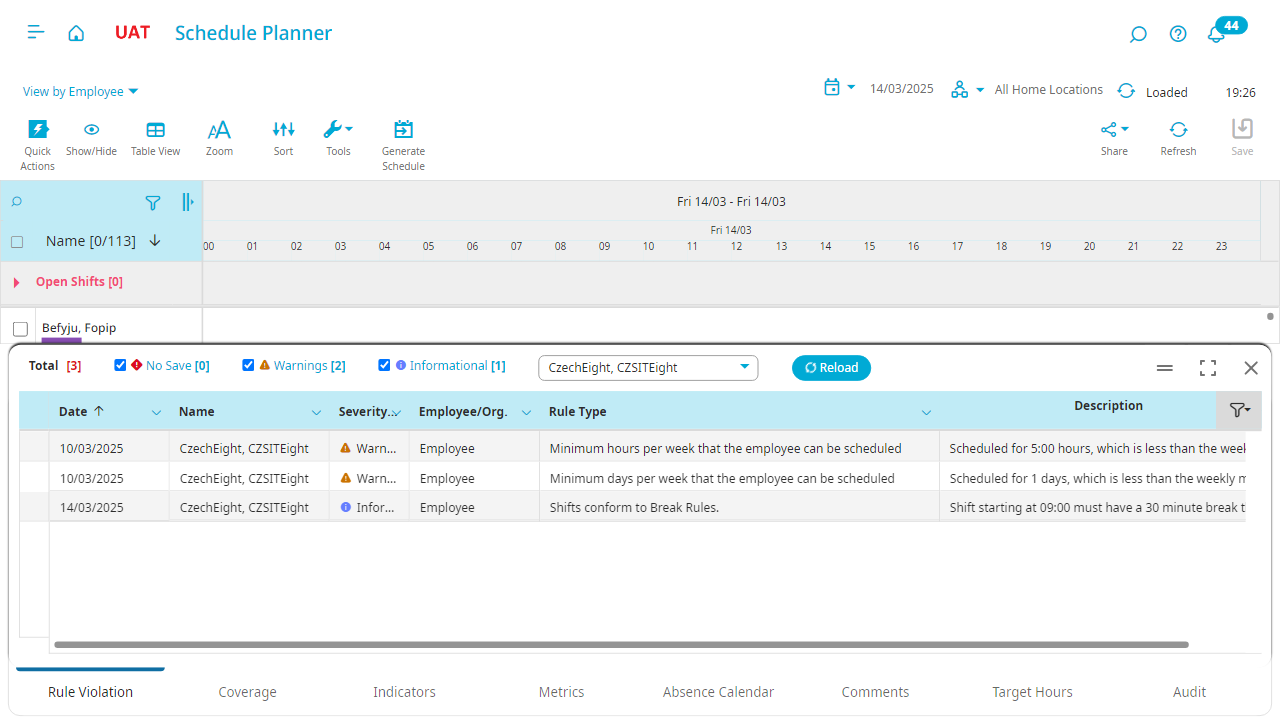 UAT Schedule Planner 44
View by Employee 14/03/2025 All Home Locations Loaded 19:26
Quick Actions Show/Hide Table View Zoom Sort Tools Generate Schedule Share Refresh Save
Fri 14/03 - Fri 14/03
Fri 14/03
Name [0/113] 00 01 02 03 04 05 06 07 08 09 10 11 12 13 14 15 16 17 18 19 20 21 22 23
Open Shifts [0]
Befyju, Fopip
Total [3] No Save [0] Warnings [2] Informational [1] CzechEight, CZSITEight Reload
Date Name Severity... Employee/Org. Rule Type Description
10/03/2025 CzechEight, CZSITEight Warn... Employee Minimum hours per week that the employee can be scheduled Scheduled for 5:00 hours, which is less than the week
10/03/2025 CzechEight, CZSITEight Warn... Employee Minimum days per week that the employee can be scheduled Scheduled for 1 days, which is less than the weekly m
14/03/2025 CzechEight, CZSITEight Infor... Employee Shifts conform to Break Rules. Shift starting at 09:00 must have a 30 minute break t
Rule Violation Coverage Indicators Metrics Absence Calendar Comments Target Hours Audit